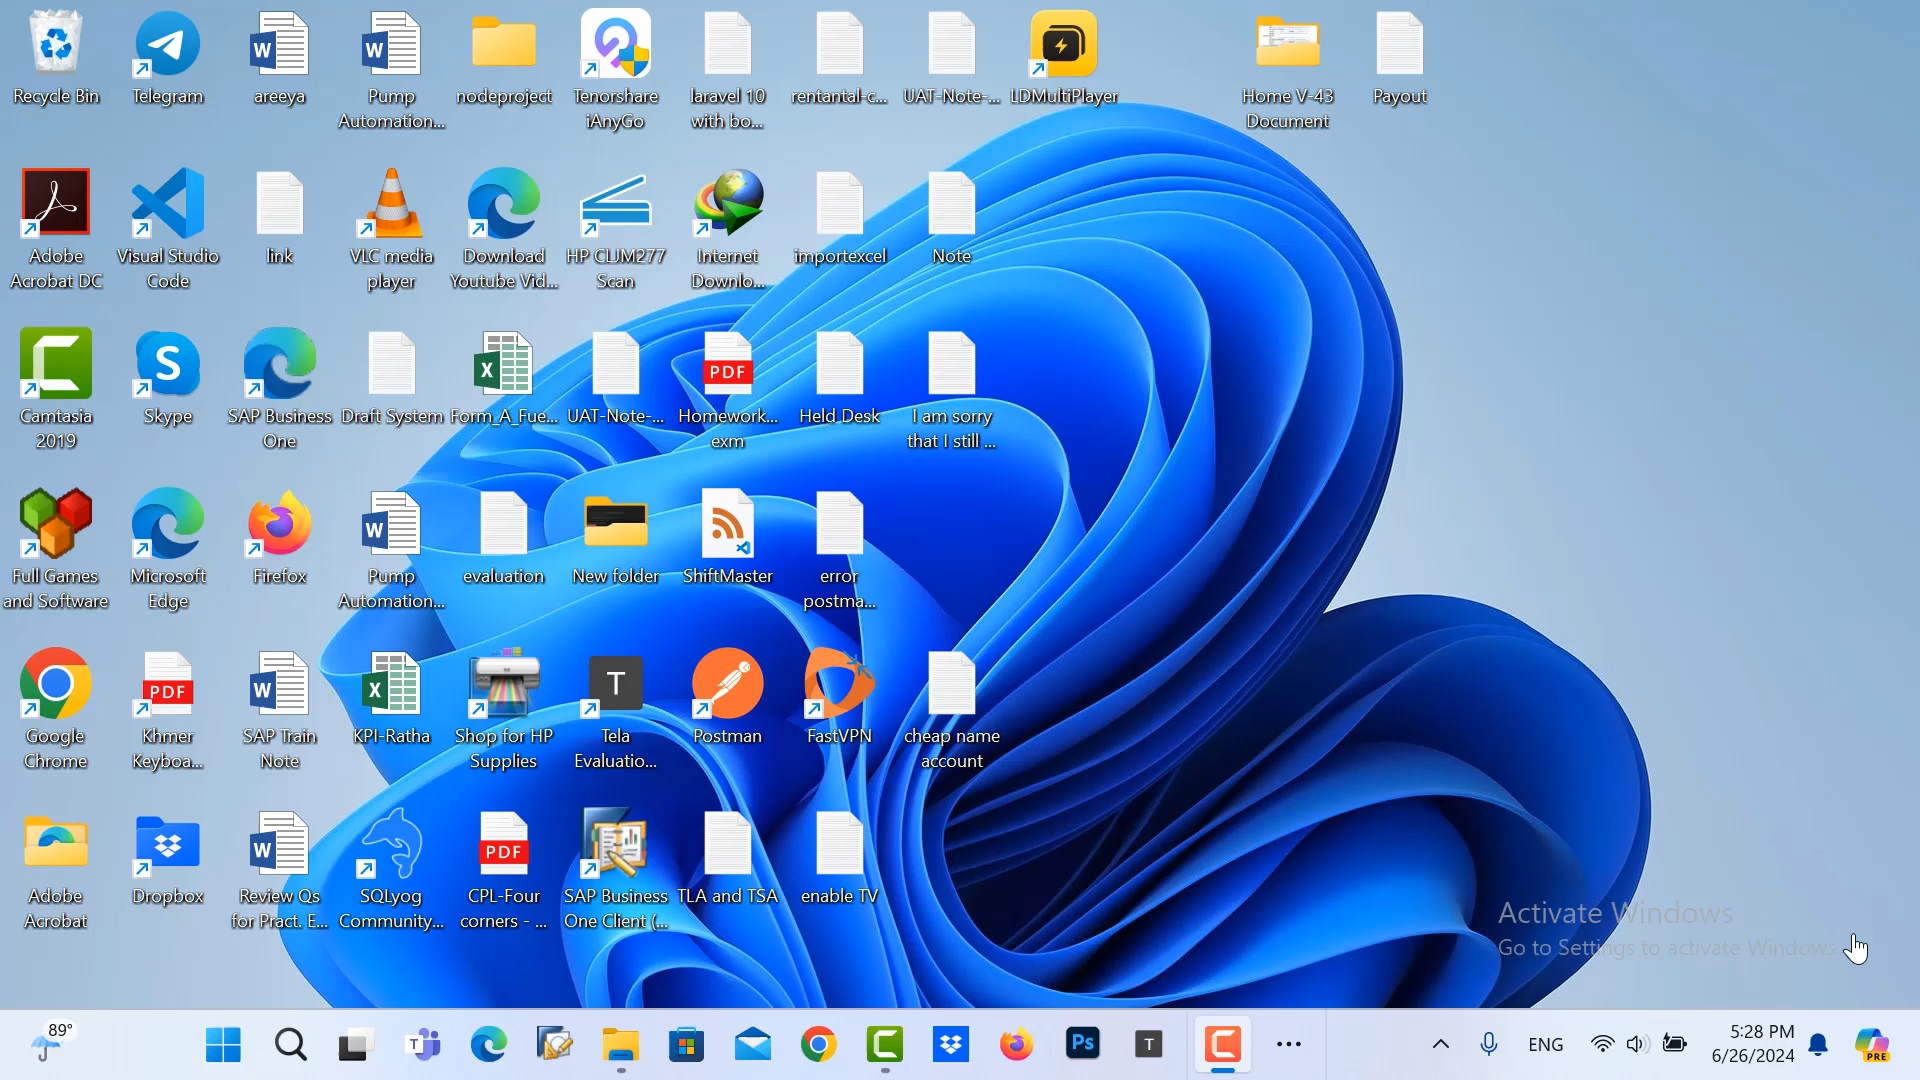 Recycle Bin
Telegram
areeya
Pump
Automation...
nodeproject
Tenorshare
iAnyGo
laravel 10
with bo...
rentantal-c...
UAT-Note-...
LDMultiPlayer
Home V-43
Document
Payout
Adobe
Acrobat DC
Visual Studio
Code
link
VLC media
player
Download
Youtube Vid...
HP CLJM277
Scan
Internet
Downlo...
importexcel
Note
Camtasia
2019
Skype
SAP Business
One
Draft System
Form_A_Fue...
UAT-Note-...
PDF
Homework...
exm
Held Desk
I am sorry
that I still ...
Full Games
and Software
Microsoft
Edge
Firefox
Pump
Automation...
evaluation
New folder
ShiftMaster
error
postma...
Google
Chrome
PDF
Khmer
Keyboa...
SAP Train
Note
KPI-Ratha
Shop for HP
Supplies
T
Tela
Evaluatio...
Postman
FastVPN
cheap name
account
Adobe
Acrobat
Dropbox
Review Qs
for Pract. E...
SQLyog
Community...
PDF
CPL-Four
corners - ...
SAP Business
One Client (...
TLA and TSA
enable TV
Activate Windows
Go to Settings to activate Windows.
89°
Ps
T
ENG
5:28 PM
6/26/2024
PRE